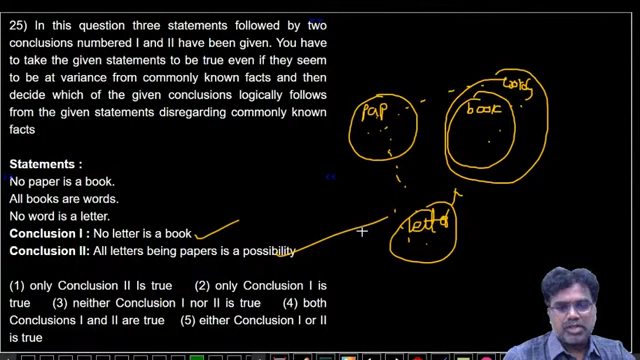 25) In this question three statements followed by two
conclusions numbered I and II have been given. You have
to take the given statements to be true even if they seem
to be at variance from commonly known facts and then
decide which of the given conclusions logically follows
from the given statements disregarding commonly known
facts
Statements :
No paper is a book.
All books are words.
No word is a letter.
Conclusion I : No letter is a book
Conclusion II : All letters being papers is a possibility
(1) only Conclusion II Is true (2) only Conclusion I is
true (3) neither Conclusion I nor II is true (4) both
Conclusions I and II are true (5) either Conclusion I or II
is true
pap
book